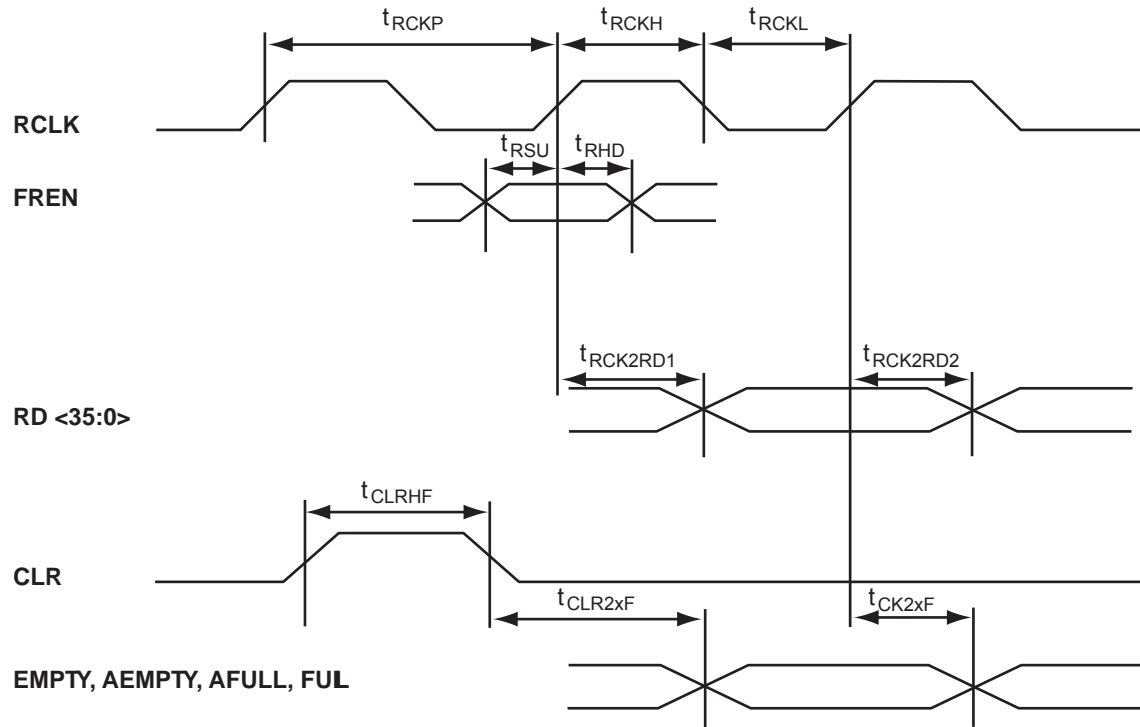 tRCKP tRCKH tRCKL
RCLK
tRSU tRHD
FREN
tRCK2RD1 tRCK2RD2
RD <35:0>
tCLRHF
CLR
tCLR2xF tCK2xF
EMPTY, AEMPTY, AFULL, FUL